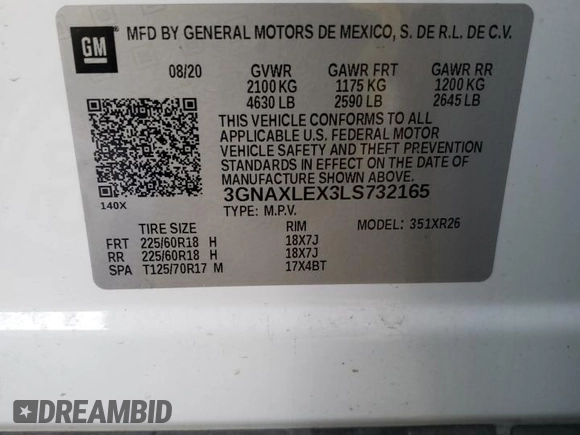 GM
MFD BY GENERAL MOTORS DE MEXICO, S. DE R.L. DE C.V.
08/20 GVWR GAWR FRT GAWR RR
2100 KG 1175 KG 1200 KG
4630 LB 2590 LB 2645 LB
THIS VEHICLE CONFORMS TO ALL
APPLICABLE U.S. FEDERAL MOTOR
VEHICLE SAFETY AND THEFT PREVENTION
STANDARDS IN EFFECT ON THE DATE OF
MANUFACTURE SHOWN ABOVE.
140X
3GNAXLEX3LS732165
TYPE: M.P.V. MODEL: 351XR26
TIRE SIZE RIM
FRT 225/60R18 H 18X7J
RR 225/60R18 H 18X7J
SPA T125/70R17 M 17X4BT
DREAMBID